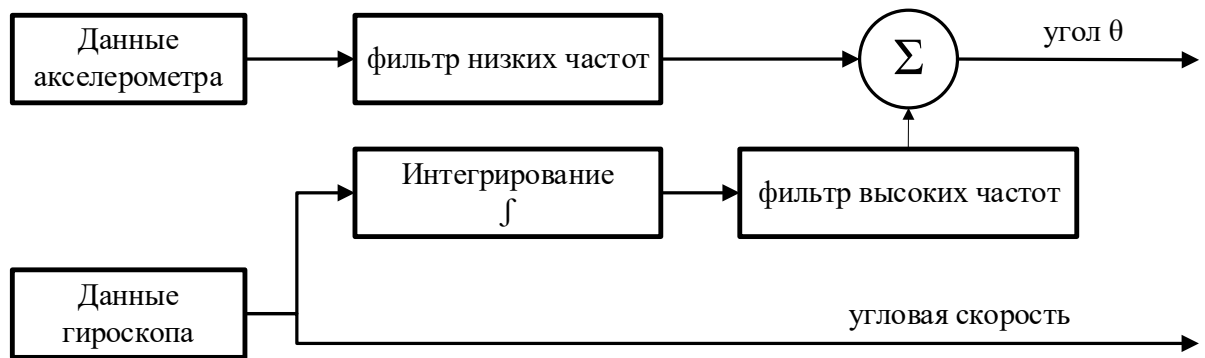 Данные
акселерометра
фильтр низких частот
Σ
угол θ
Интегрирование
∫
фильтр высоких частот
Данные
гироскопа
угловая скорость